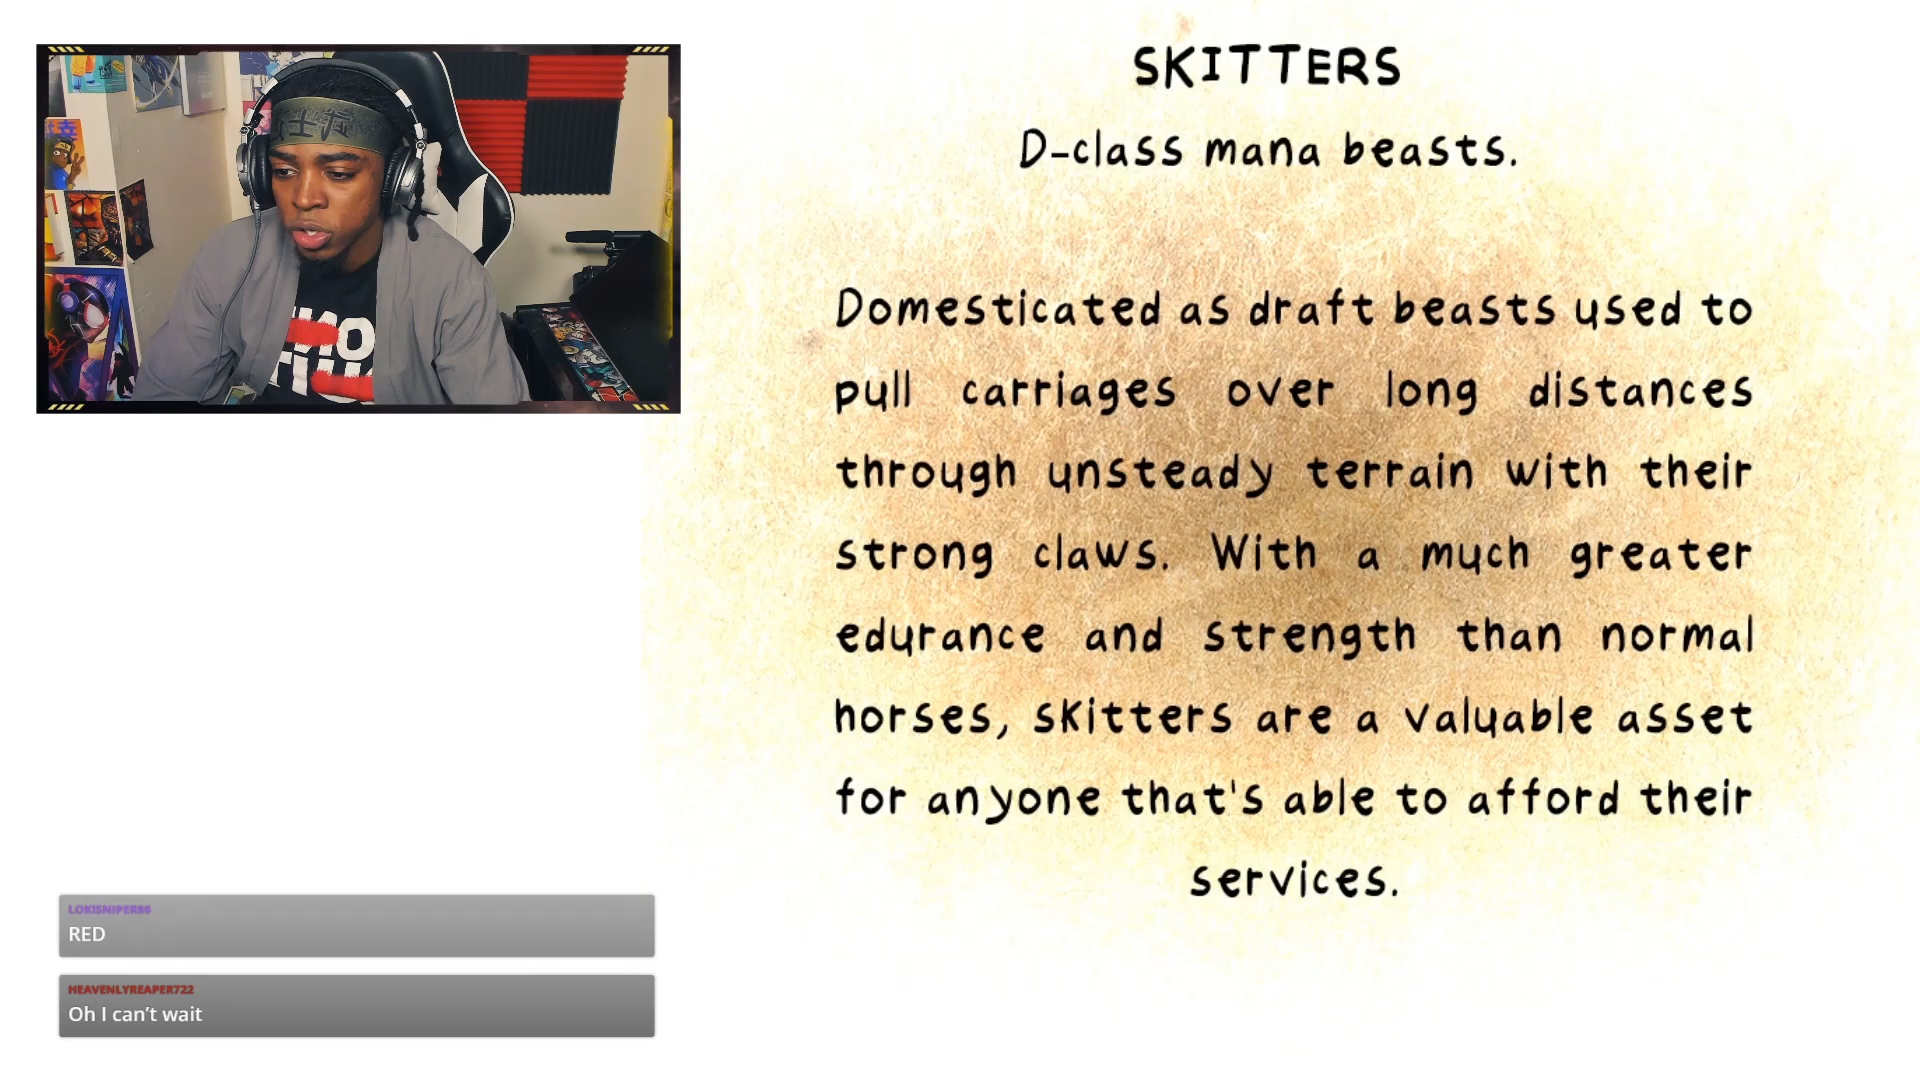 SKITTERS
D-class mana beasts.
Domesticated as draft beasts used to
pull carriages over long distances
through unsteady terrain with their
strong claws. With a much greater
edurance and strength than normal
horses, skitters are a valuable asset
for anyone that's able to afford their
services.
LOKISNIPER86
RED
HEAVENLYREAPER722
Oh I can't wait